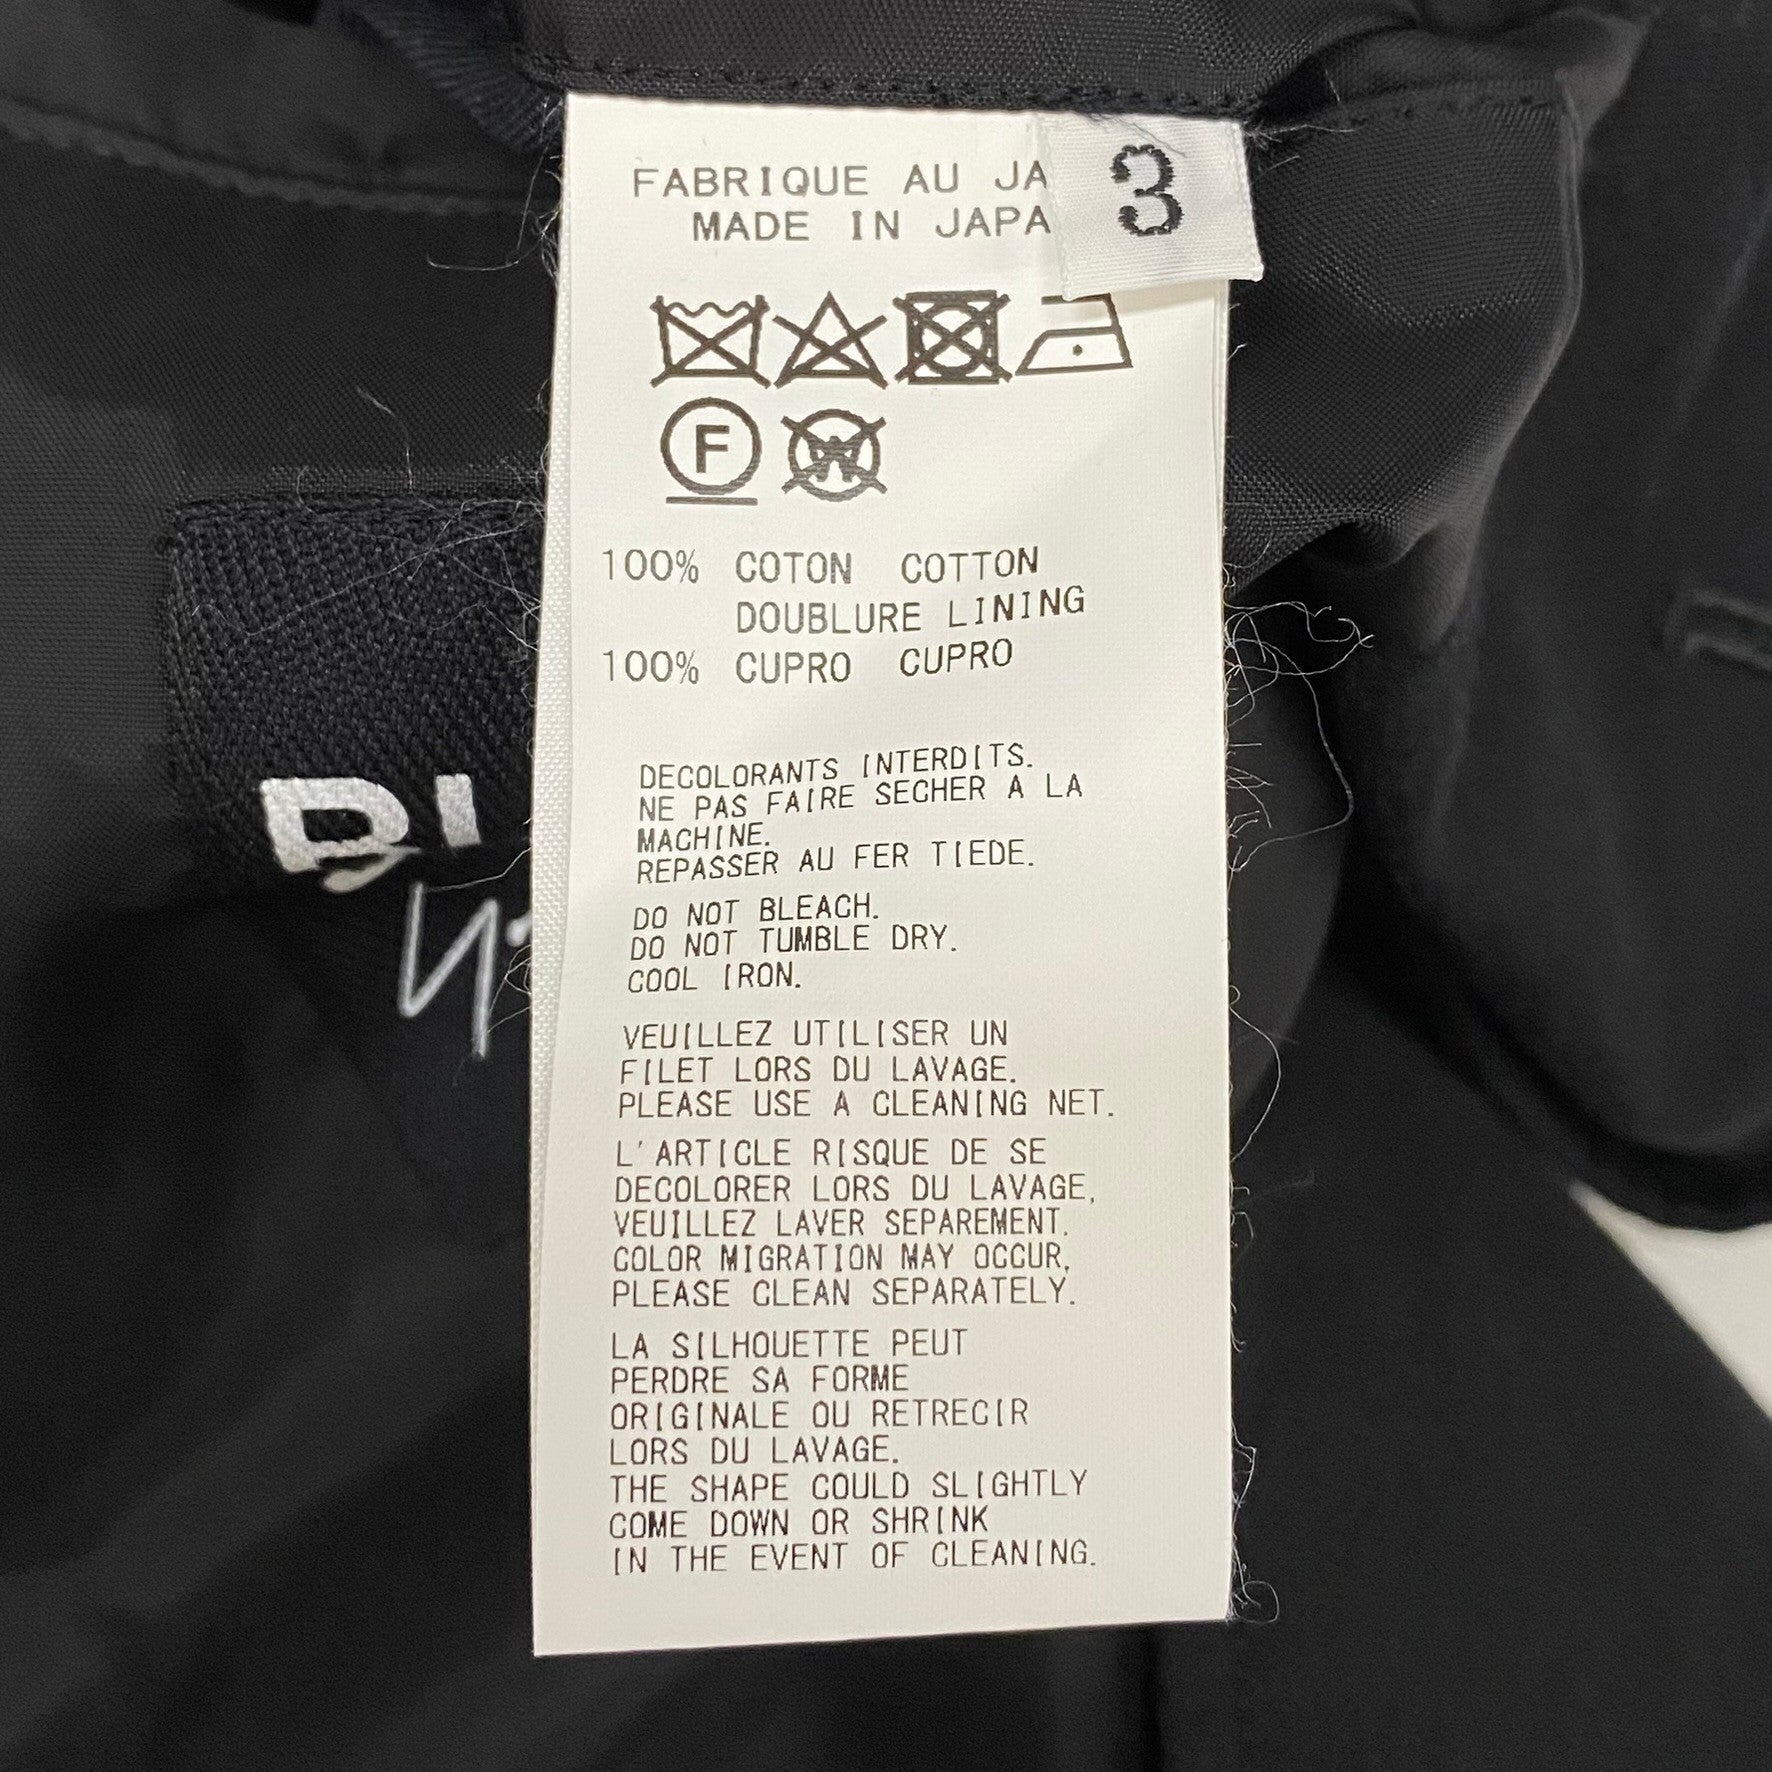 FABRIQUE AU JA
3
MADE IN JAPA
F
W
100% COTON COTTON
DOUBLURE LINING
100% CUPRO CUPRO
DECOLORANTS INTERDITS.
NE PAS FAIRE SECHER A LA
MACHINE.
REPASSER AU FER TIEDE.
DO NOT BLEACH.
DO NOT TUMBLE DRY.
COOL IRON.
VEUILLEZ UTILISER UN
FILET LORS DU LAVAGE.
PLEASE USE A CLEANING NET.
L'ARTICLE RISQUE DE SE
DECOLORER LORS DU LAVAGE,
VEUILLEZ LAVER SEPAREMENT.
COLOR MIGRATION MAY OCCUR,
PLEASE CLEAN SEPARATELY.
LA SILHOUETTE PEUT
PERDRE SA FORME
ORIGINALE OU RETRECIR
LORS DU LAVAGE.
THE SHAPE COULD SLIGHTLY
COME DOWN OR SHRINK
IN THE EVENT OF CLEANING.